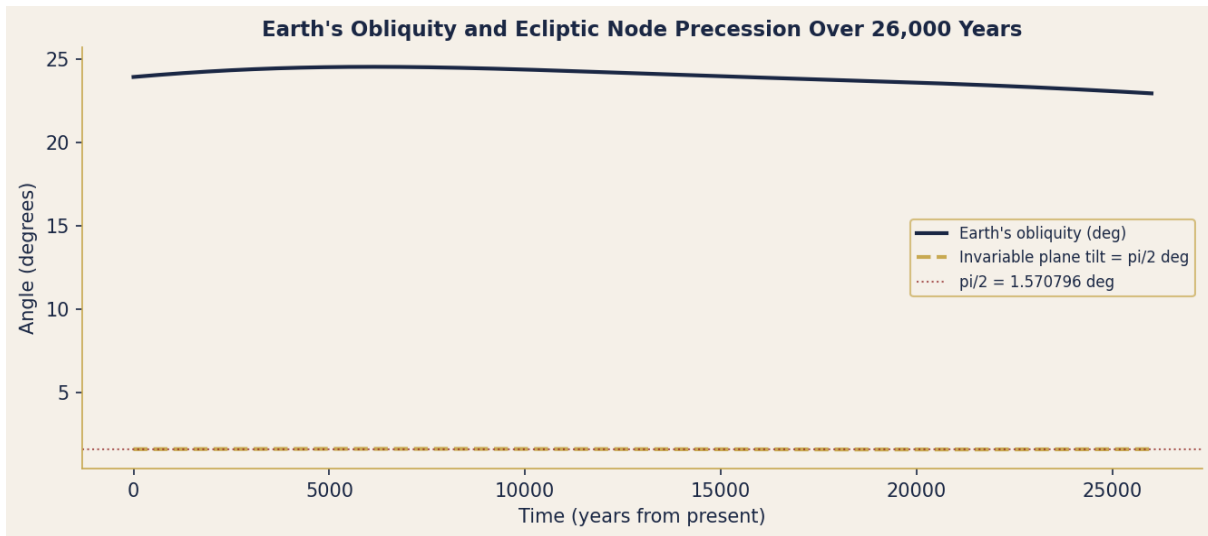 Earth's Obliquity and Ecliptic Node Precession Over 26,000 Years
25
20
15
10
5
Angle (degrees)
Earth's obliquity (deg)
Invariable plane tilt = pi/2 deg
pi/2 = 1.570796 deg
0 5000 10000 15000 20000 25000
Time (years from present)